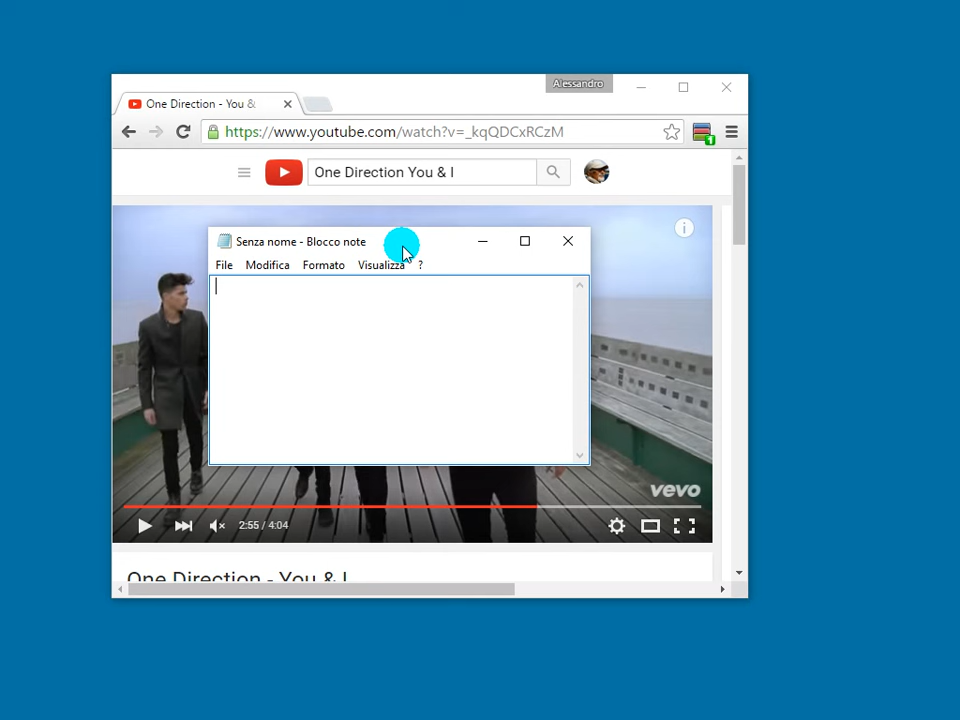 Alessandro
One Direction - You &
https://www.youtube.com/watch?v=_kqQDCxRCzM
1
One Direction You & I
i
Senza nome - Blocco note
File Modifica Formato Visualizza ?
vevo
2:55 / 4:04
One Direction - You & I